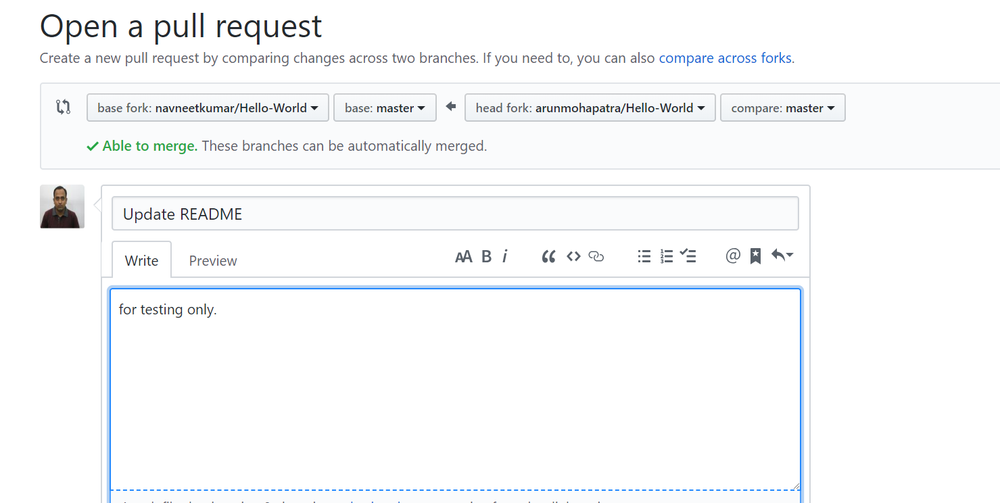 Open a pull request
Create a new pull request by comparing changes across two branches. If you need to, you can also compare across forks.
base fork: navneetkumar/Hello-World base: master head fork: arunmohapatra/Hello-World compare: master
Able to merge. These branches can be automatically merged.
Update README
Write Preview AA B i @
for testing only.